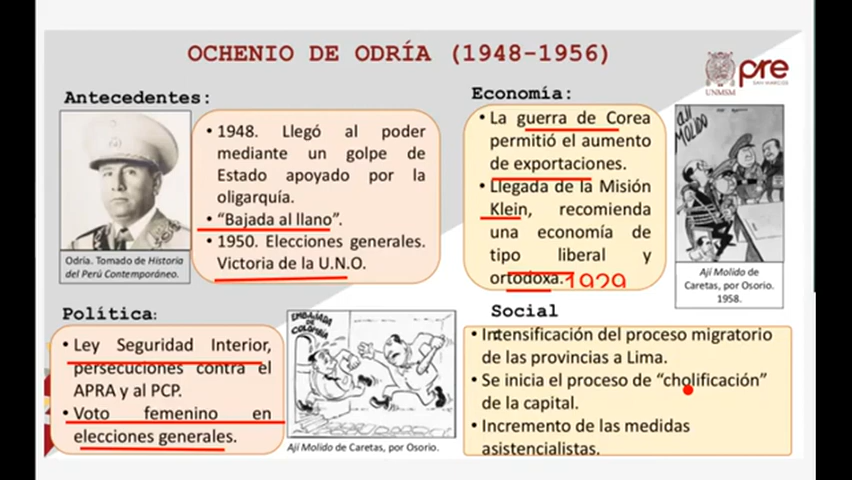 OCHENIO DE ODRÍA (1948-1956)
UNMSM
pre
SAN MARCOS
Antecedentes:
• 1948. Llegó al poder
mediante un golpe de
Estado apoyado por la
oligarquía.
• “Bajada al llano”.
• 1950. Elecciones generales.
Victoria de la U.N.O.
Odría. Tomado de Historia
del Perú Contemporáneo.
Economía:
• La guerra de Corea
permitió el aumento
de exportaciones.
• Llegada de la Misión
Klein, recomienda
una economía de
tipo liberal y
ortodoxa.
1929
ají
MOLIDO
Ají Molido de
Caretas, por Osorio.
1958.
Política:
• Ley Seguridad Interior,
persecuciones contra el
APRA y al PCP.
• Voto femenino en
elecciones generales.
EMBAJADA
DE
COLOMBIA
Ají Molido de Caretas, por Osorio.
Social
• Intensificación del proceso migratorio
de las provincias a Lima.
• Se inicia el proceso de “cholificación”
de la capital.
• Incremento de las medidas
asistencialistas.